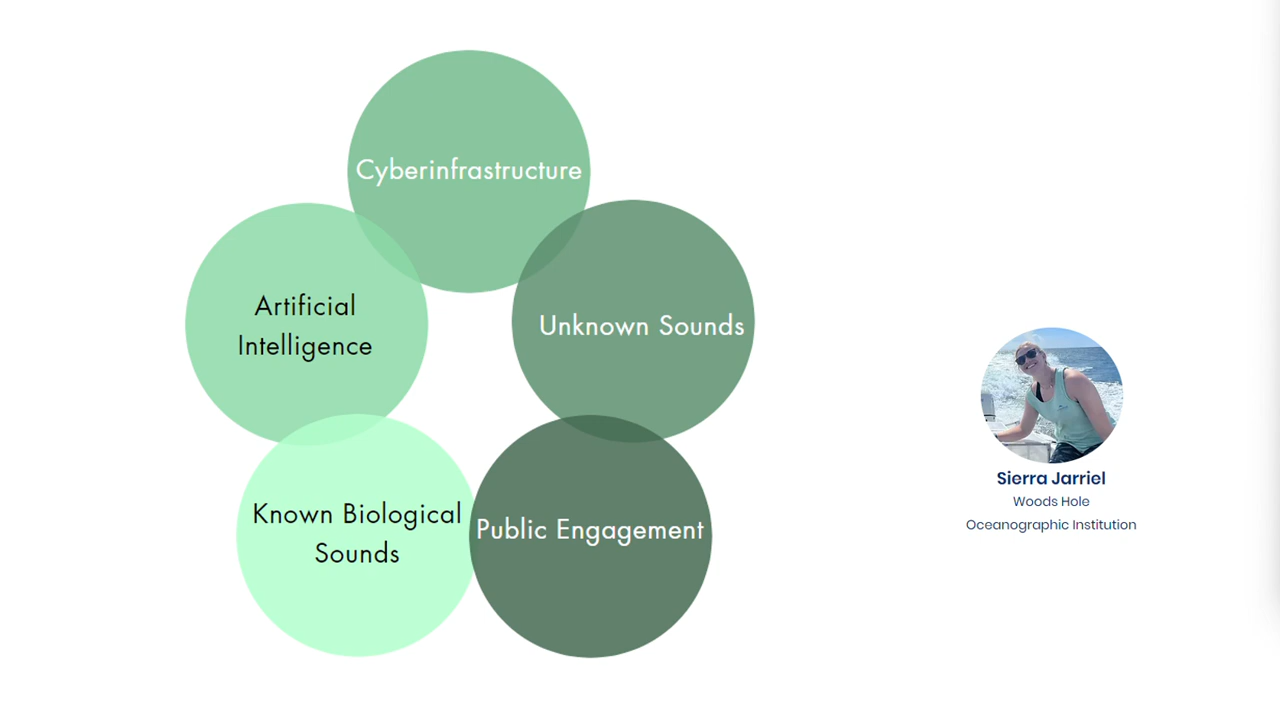 Cyberinfrastructure
Artificial
Intelligence
Unknown Sounds
Known Biological
Sounds
Public Engagement
Sierra Jarriel
Woods Hole
Oceanographic Institution